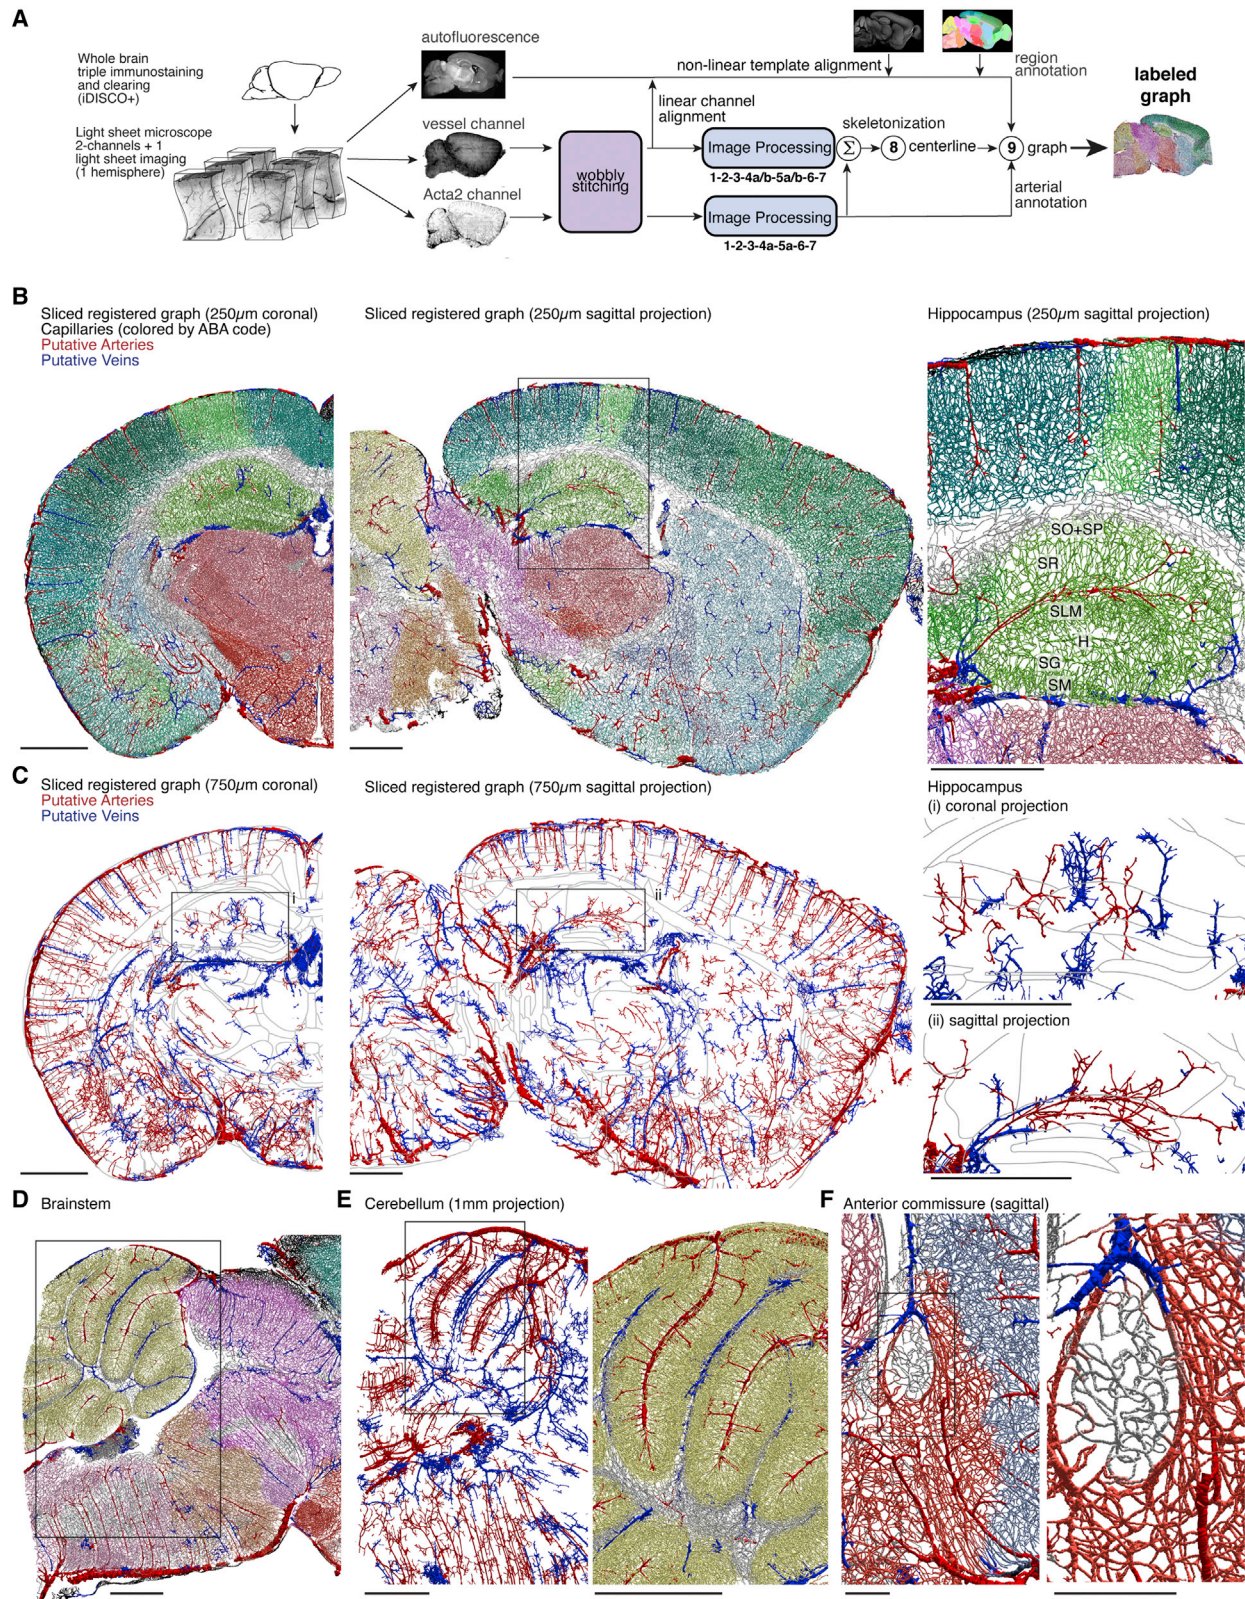 A
Whole brain
triple immunostaining
and clearing
(iDISCO+)
Light sheet microscope
2-channels + 1
light sheet imaging
(1 hemisphere)
autofluorescence
vessel channel
Acta2 channel
wobbly
stitching
non-linear template alignment
linear channel
alignment
Image Processing
1-2-3-4a/b-5a/b-6-7
Image Processing
1-2-3-4a-5a-6-7
Σ
skeletonization
8
centerline
9
graph
region
annotation
arterial
annotation
labeled
graph
B
Sliced registered graph (250µm coronal)
Capillaries (colored by ABA code)
Putative Arteries
Putative Veins
Sliced registered graph (250µm sagittal projection)
Hippocampus (250µm sagittal projection)
SO+SP
SR
SLM
H
SG
SM
C
Sliced registered graph (750µm coronal)
Putative Arteries
Putative Veins
i
Sliced registered graph (750µm sagittal projection)
ii
Hippocampus
(i) coronal projection
(ii) sagittal projection
D
Brainstem
E
Cerebellum (1mm projection)
F
Anterior commissure (sagittal)